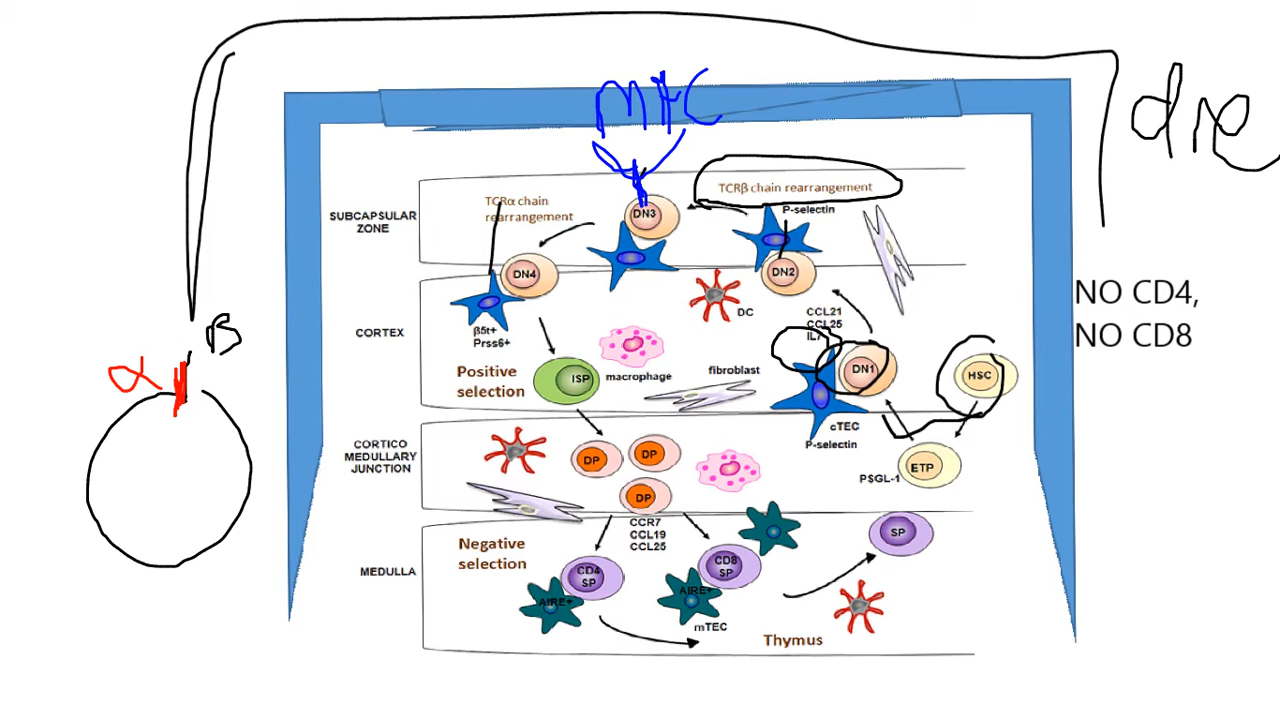 MHC
die
SUBCAPSULAR
ZONE
TCRα chain
rearrangement
DN3
TCRβ chain rearrangement
P-selectin
DN4
DN2
NO CD4,
NO CD8
CORTEX
β5t+
Prss6+
DC
CCL21
CCL25
IL7
β
α
Positive
selection
ISP
macrophage
fibroblast
DN1
HSC
cTEC
P-selectin
CORTICO
MEDULLARY
JUNCTION
DP
DP
DP
PSGL-1
ETP
CCR7
CCL19
CCL25
SP
Negative
selection
MEDULLA
CD4
SP
CD8
SP
AIRE+
AIRE+
mTEC
Thymus